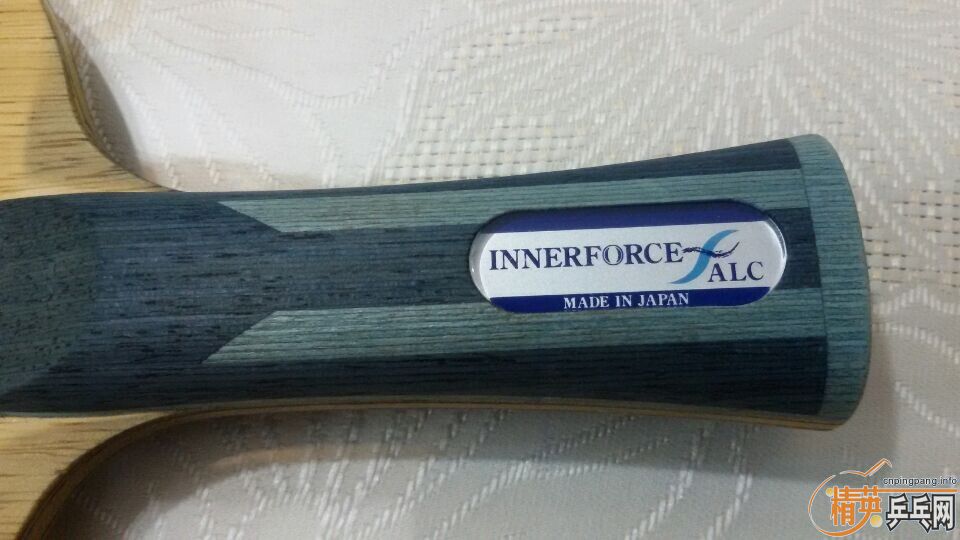 INNERFORCE
ALC
MADE IN JAPAN
cnpingpang.info
精英乒乓网